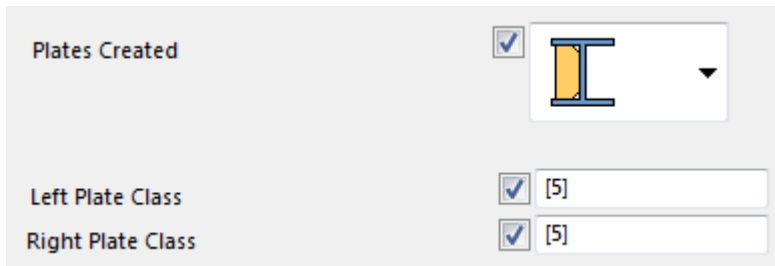 Plates Created
Left Plate Class [5]
Right Plate Class [5]